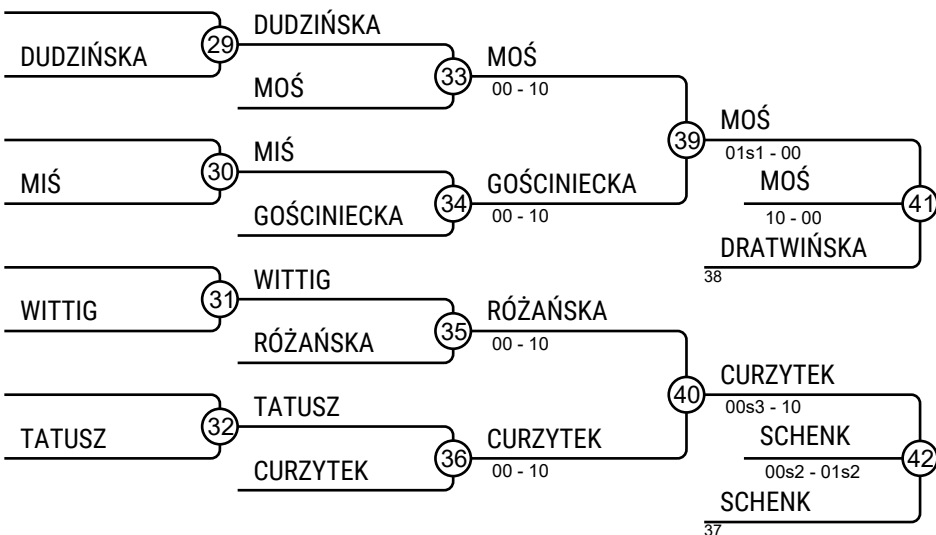 DUDZIŃSKA
29
DUDZIŃSKA
MOŚ
33
MOŚ
00 - 10
MIŚ
30
MIŚ
GOŚCINIECKA
34
GOŚCINIECKA
00 - 10
39
MOŚ
01s1 - 00
MOŚ
10 - 00
41
DRATWIŃSKA
38
WITTIG
31
WITTIG
RÓŻAŃSKA
35
RÓŻAŃSKA
00 - 10
TATUSZ
32
TATUSZ
CURZYTEK
36
CURZYTEK
00 - 10
40
CURZYTEK
00s3 - 10
SCHENK
00s2 - 01s2
42
SCHENK
37